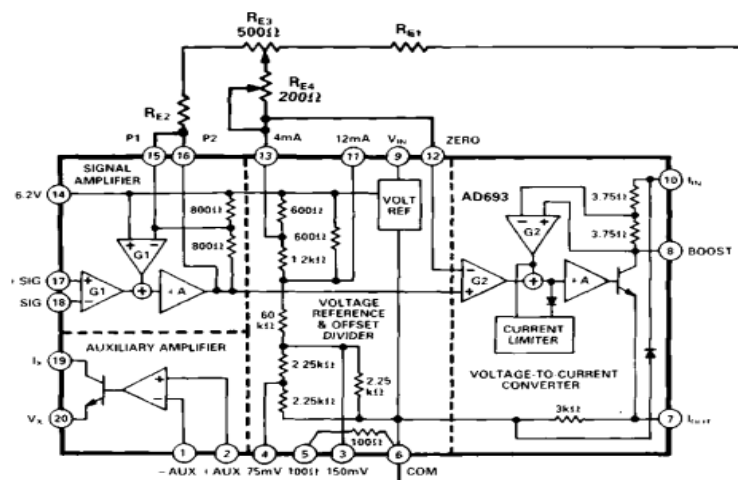 RE3
500Ω
RE1
RE4
200Ω
RE2
P1
P2
4mA
12mA
VIN
ZERO
15
16
13
11
9
12
SIGNAL
AMPLIFIER
AD693
10
IIN
6.2V
14
800Ω
800Ω
600Ω
600Ω
1.2kΩ
VOLT
REF
3.75Ω
3.75Ω
+
-
G1
+
-
G2
8
BOOST
SIG
17
+
G1
+
+A
-
G2
+
+
+A
SIG
18
-
60
kΩ
VOLTAGE
REFERENCE
& OFFSET
DIVIDER
CURRENT
LIMITER
AUXILIARY AMPLIFIER
VOLTAGE-TO-CURRENT
CONVERTER
IX
19
+
-
2 25kΩ
2.25kΩ
2.25
kΩ
VX
20
100Ω
3kΩ
7
IOUT
1
2
4
5
3
6
- AUX + AUX 75mV 100Ω 150mV
COM